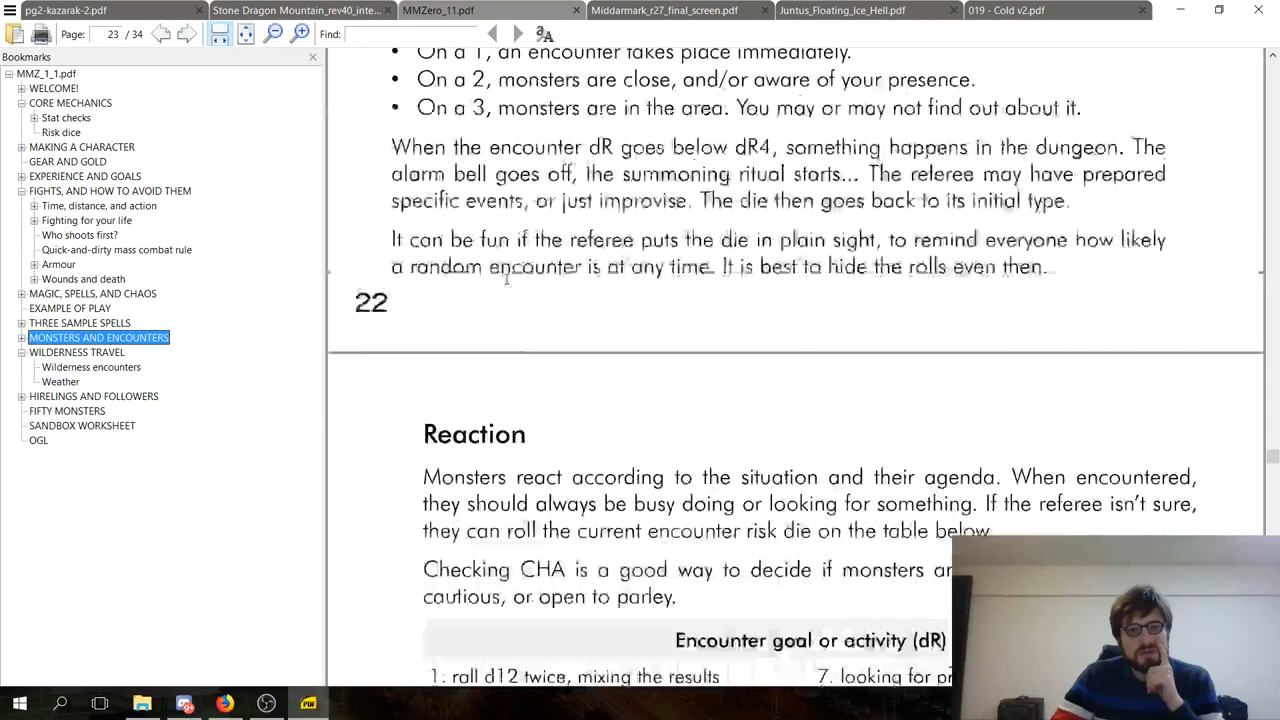 pg2-kazarak-2.pdf
Stone Dragon Mountain_rev40_inte...
MMZero_11.pdf
Middarmark_r27_final_screen.pdf
Juntus_Floating_Ice_Hell.pdf
019 - Cold v2.pdf
Page: 23 / 34
Find:
Bookmarks
MMZ_1_1.pdf
WELCOME!
CORE MECHANICS
Stat checks
Risk dice
MAKING A CHARACTER
GEAR AND GOLD
EXPERIENCE AND GOALS
FIGHTS, AND HOW TO AVOID THEM
Time, distance, and action
Fighting for your life
Who shoots first?
Quick-and-dirty mass combat rule
Armour
Wounds and death
MAGIC, SPELLS, AND CHAOS
EXAMPLE OF PLAY
THREE SAMPLE SPELLS
MONSTERS AND ENCOUNTERS
WILDERNESS TRAVEL
Wilderness encounters
Weather
HIRELINGS AND FOLLOWERS
FIFTY MONSTERS
SANDBOX WORKSHEET
OGL
• On a 1, an encounter takes place immediately.
• On a 2, monsters are close, and/or aware of your presence.
• On a 3, monsters are in the area. You may or may not find out about it.
When the encounter dR goes below dR4, something happens in the dungeon. The
alarm bell goes off, the summoning ritual starts... The referee may have prepared
specific events, or just improvise. The die then goes back to its initial type.
It can be fun if the referee puts the die in plain sight, to remind everyone how likely
a random encounter is at any time. It is best to hide the rolls even then.
22
Reaction
Monsters react according to the situation and their agenda. When encountered,
they should always be busy doing or looking for something. If the referee isn't sure,
they can roll the current encounter risk die on the table below.
Checking CHA is a good way to decide if monsters
cautious, or open to parley.
Encounter goal or activity (dR)
1. roll d12 twice, mixing the results
7. looking for